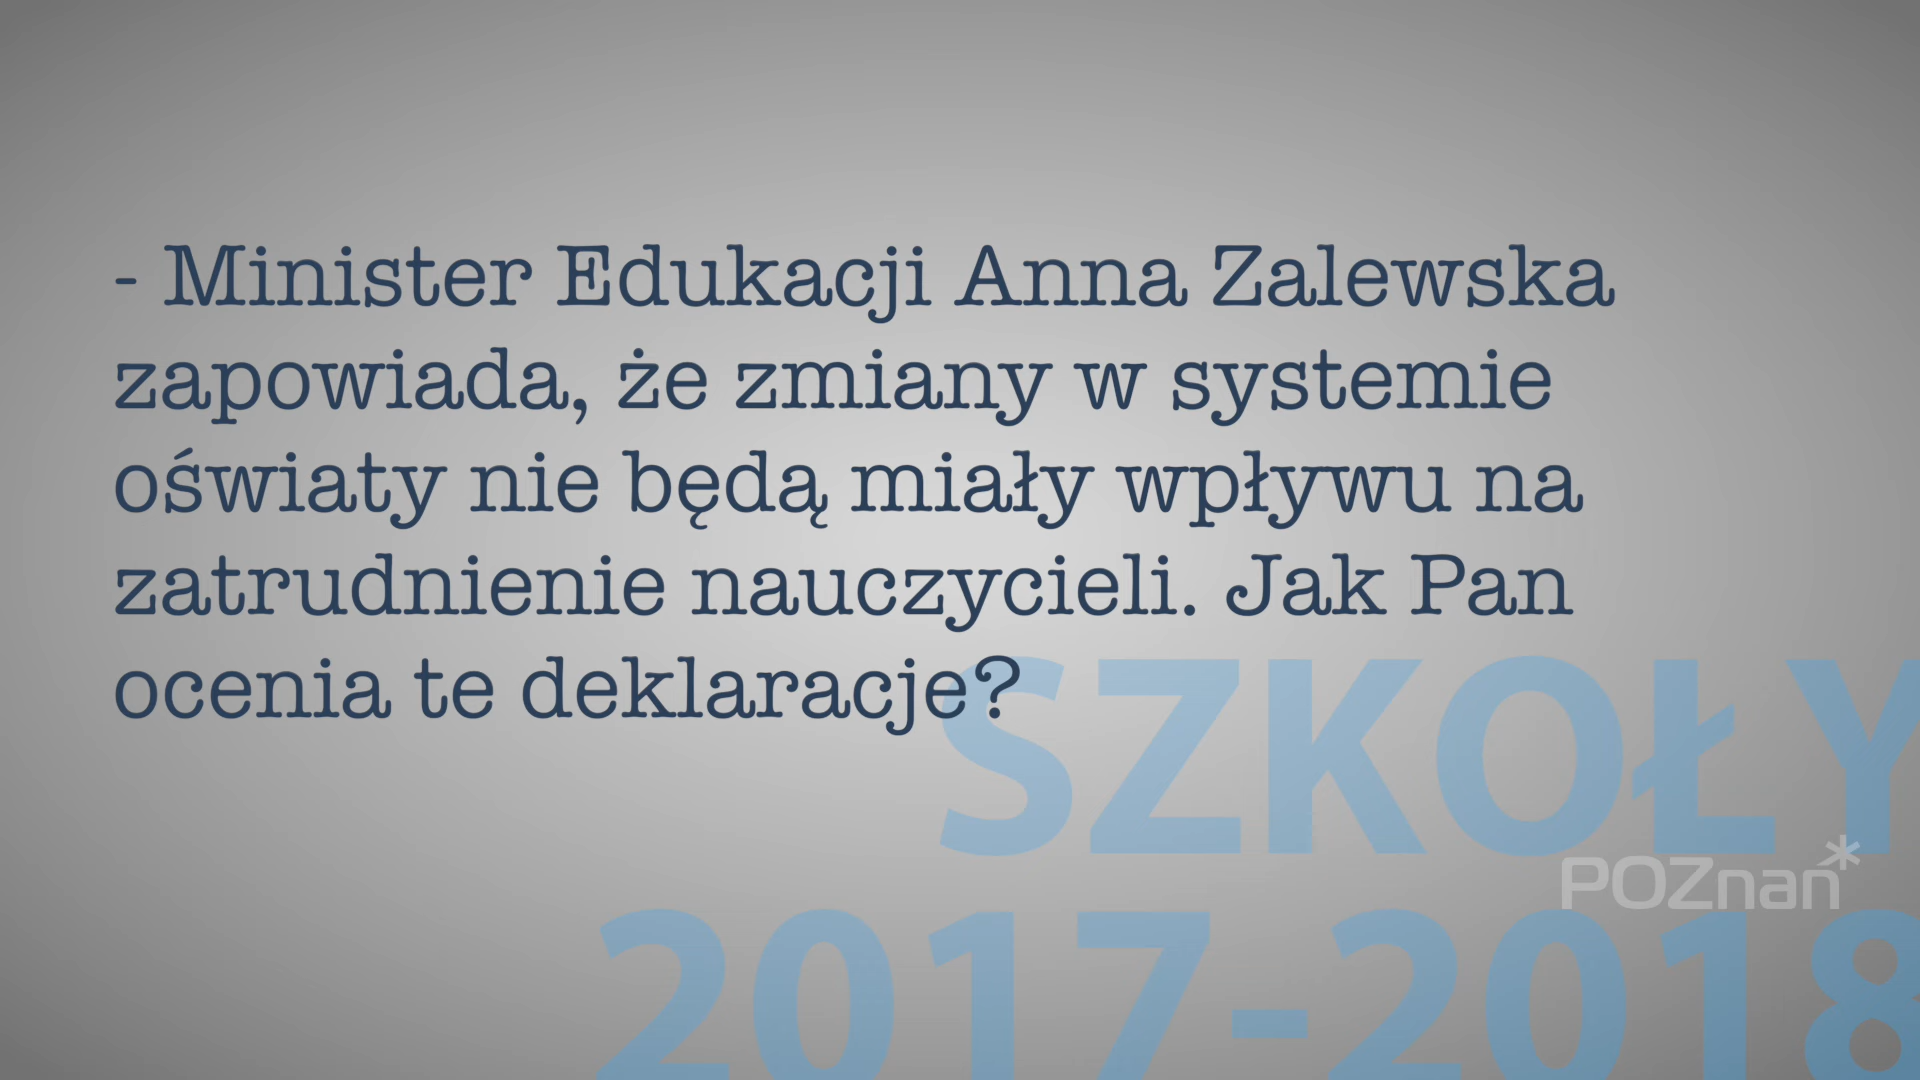 - Minister Edukacji Anna Zalewska
zapowiada, że zmiany w systemie
oświaty nie będą miały wpływu na
zatrudnienie nauczycieli. Jak Pan
ocenia te deklaracje?
SZKOŁY
POZnan*
2017-2018